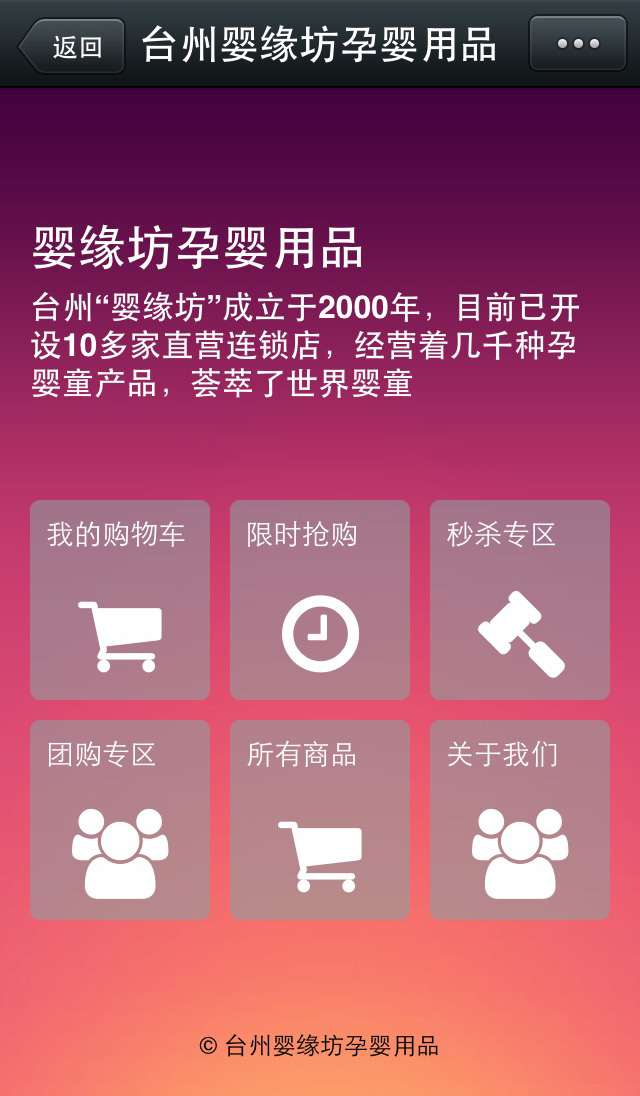 返回
台州婴缘坊孕婴用品
婴缘坊孕婴用品
台州“婴缘坊”成立于2000年，目前已开
设10多家直营连锁店，经营着几千种孕
婴童产品，荟萃了世界婴童
我的购物车
限时抢购
秒杀专区
团购专区
所有商品
关于我们
© 台州婴缘坊孕婴用品